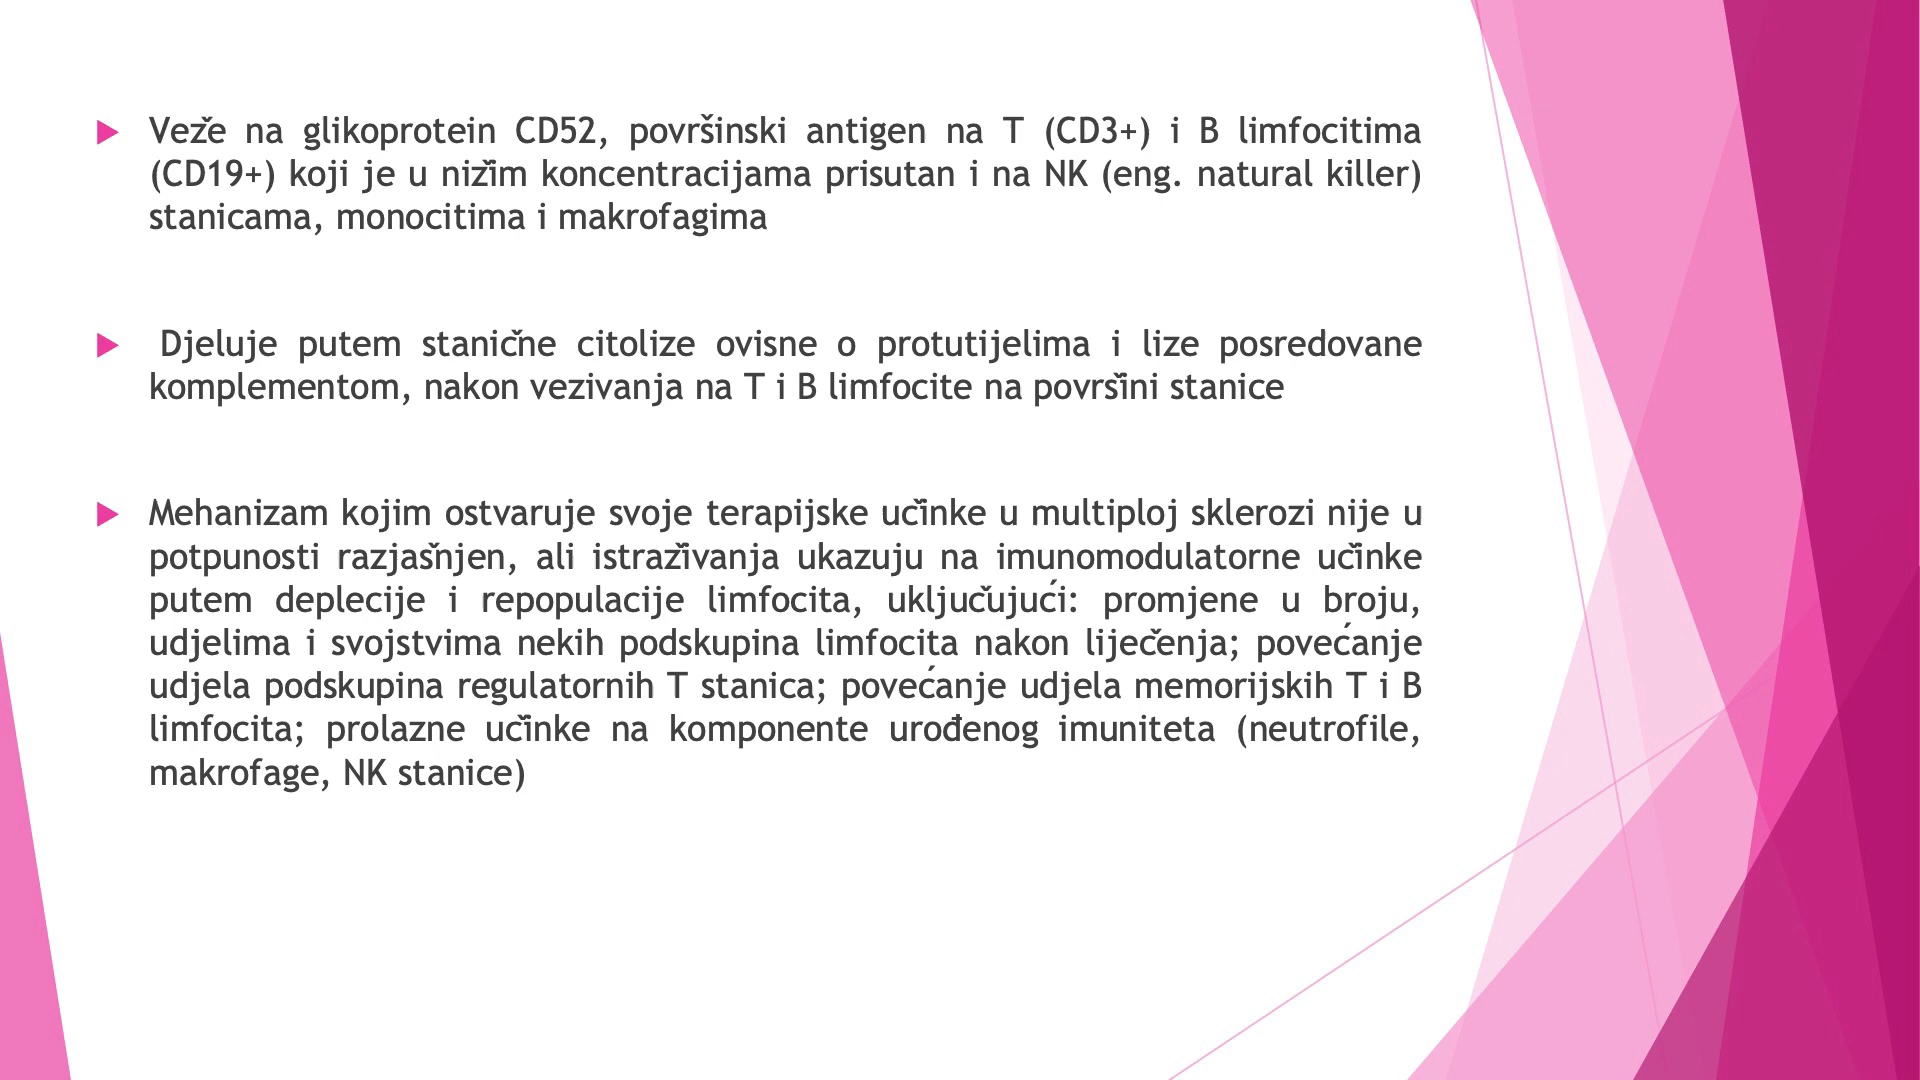 Veže na glikoprotein CD52, površinski antigen na T (CD3+) i B limfocitima
(CD19+) koji je u nižim koncentracijama prisutan i na NK (eng. natural killer)
stanicama, monocitima i makrofagima
Djeluje putem stanične citolize ovisne o protutijelima i lize posredovane
komplementom, nakon vezivanja na T i B limfocite na površini stanice
Mehanizam kojim ostvaruje svoje terapijske učinke u multiploj sklerozi nije u
potpunosti razjašnjen, ali istraživanja ukazuju na imunomodulatorne učinke
putem deplecije i repopulacije limfocita, uključujući: promjene u broju,
udjelima i svojstvima nekih podskupina limfocita nakon liječenja; povećanje
udjela podskupina regulatornih T stanica; povećanje udjela memorijskih T i B
limfocita; prolazne učinke na komponente urođenog imuniteta (neutrofile,
makrofage, NK stanice)